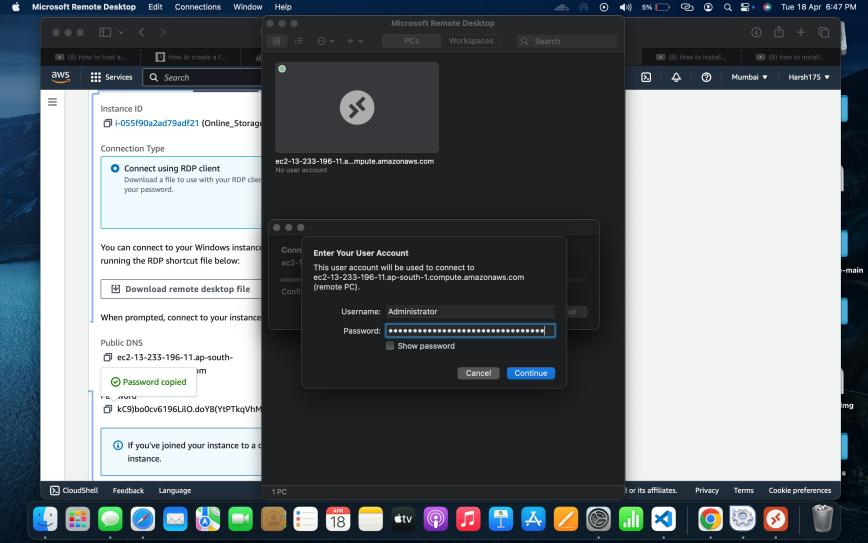 Microsoft Remote Desktop Edit Connections Window Help
5% Tue 18 Apr 6:47 PM
Microsoft Remote Desktop
PCs Workspaces Search
(8) How to host a... How to create a f... (8) How to Install... (8) how to install...
aws Services Search Mumbai Harsh175
Instance ID
i-055f90a2ad79adf21 (Online_Storage
Connection Type
Connect using RDP client
Download a file to use with your RDP clien
your password.
ec2-13-233-196-11.a...mpute.amazonaws.com
No user account
You can connect to your Windows instance
running the RDP shortcut file below:
Download remote desktop file
When prompted, connect to your instance
Public DNS
ec2-13-233-196-11.ap-south-
Password copied
kC9)bo0cv6196LilO.doY8(YtPTkqVhM
If you've joined your instance to a d
instance.
Conn
ec2-1
Confi
Enter Your User Account
This user account will be used to connect to
ec2-13-233-196-11.ap-south-1.compute.amazonaws.com
(remote PC).
Username: Administrator
Password: ••••••••••••••••••••••••••••••••
Show password
Cancel Continue
-main
1 PC
CloudShell Feedback Language or its affiliates. Privacy Terms Cookie preferences
APR
18
tv